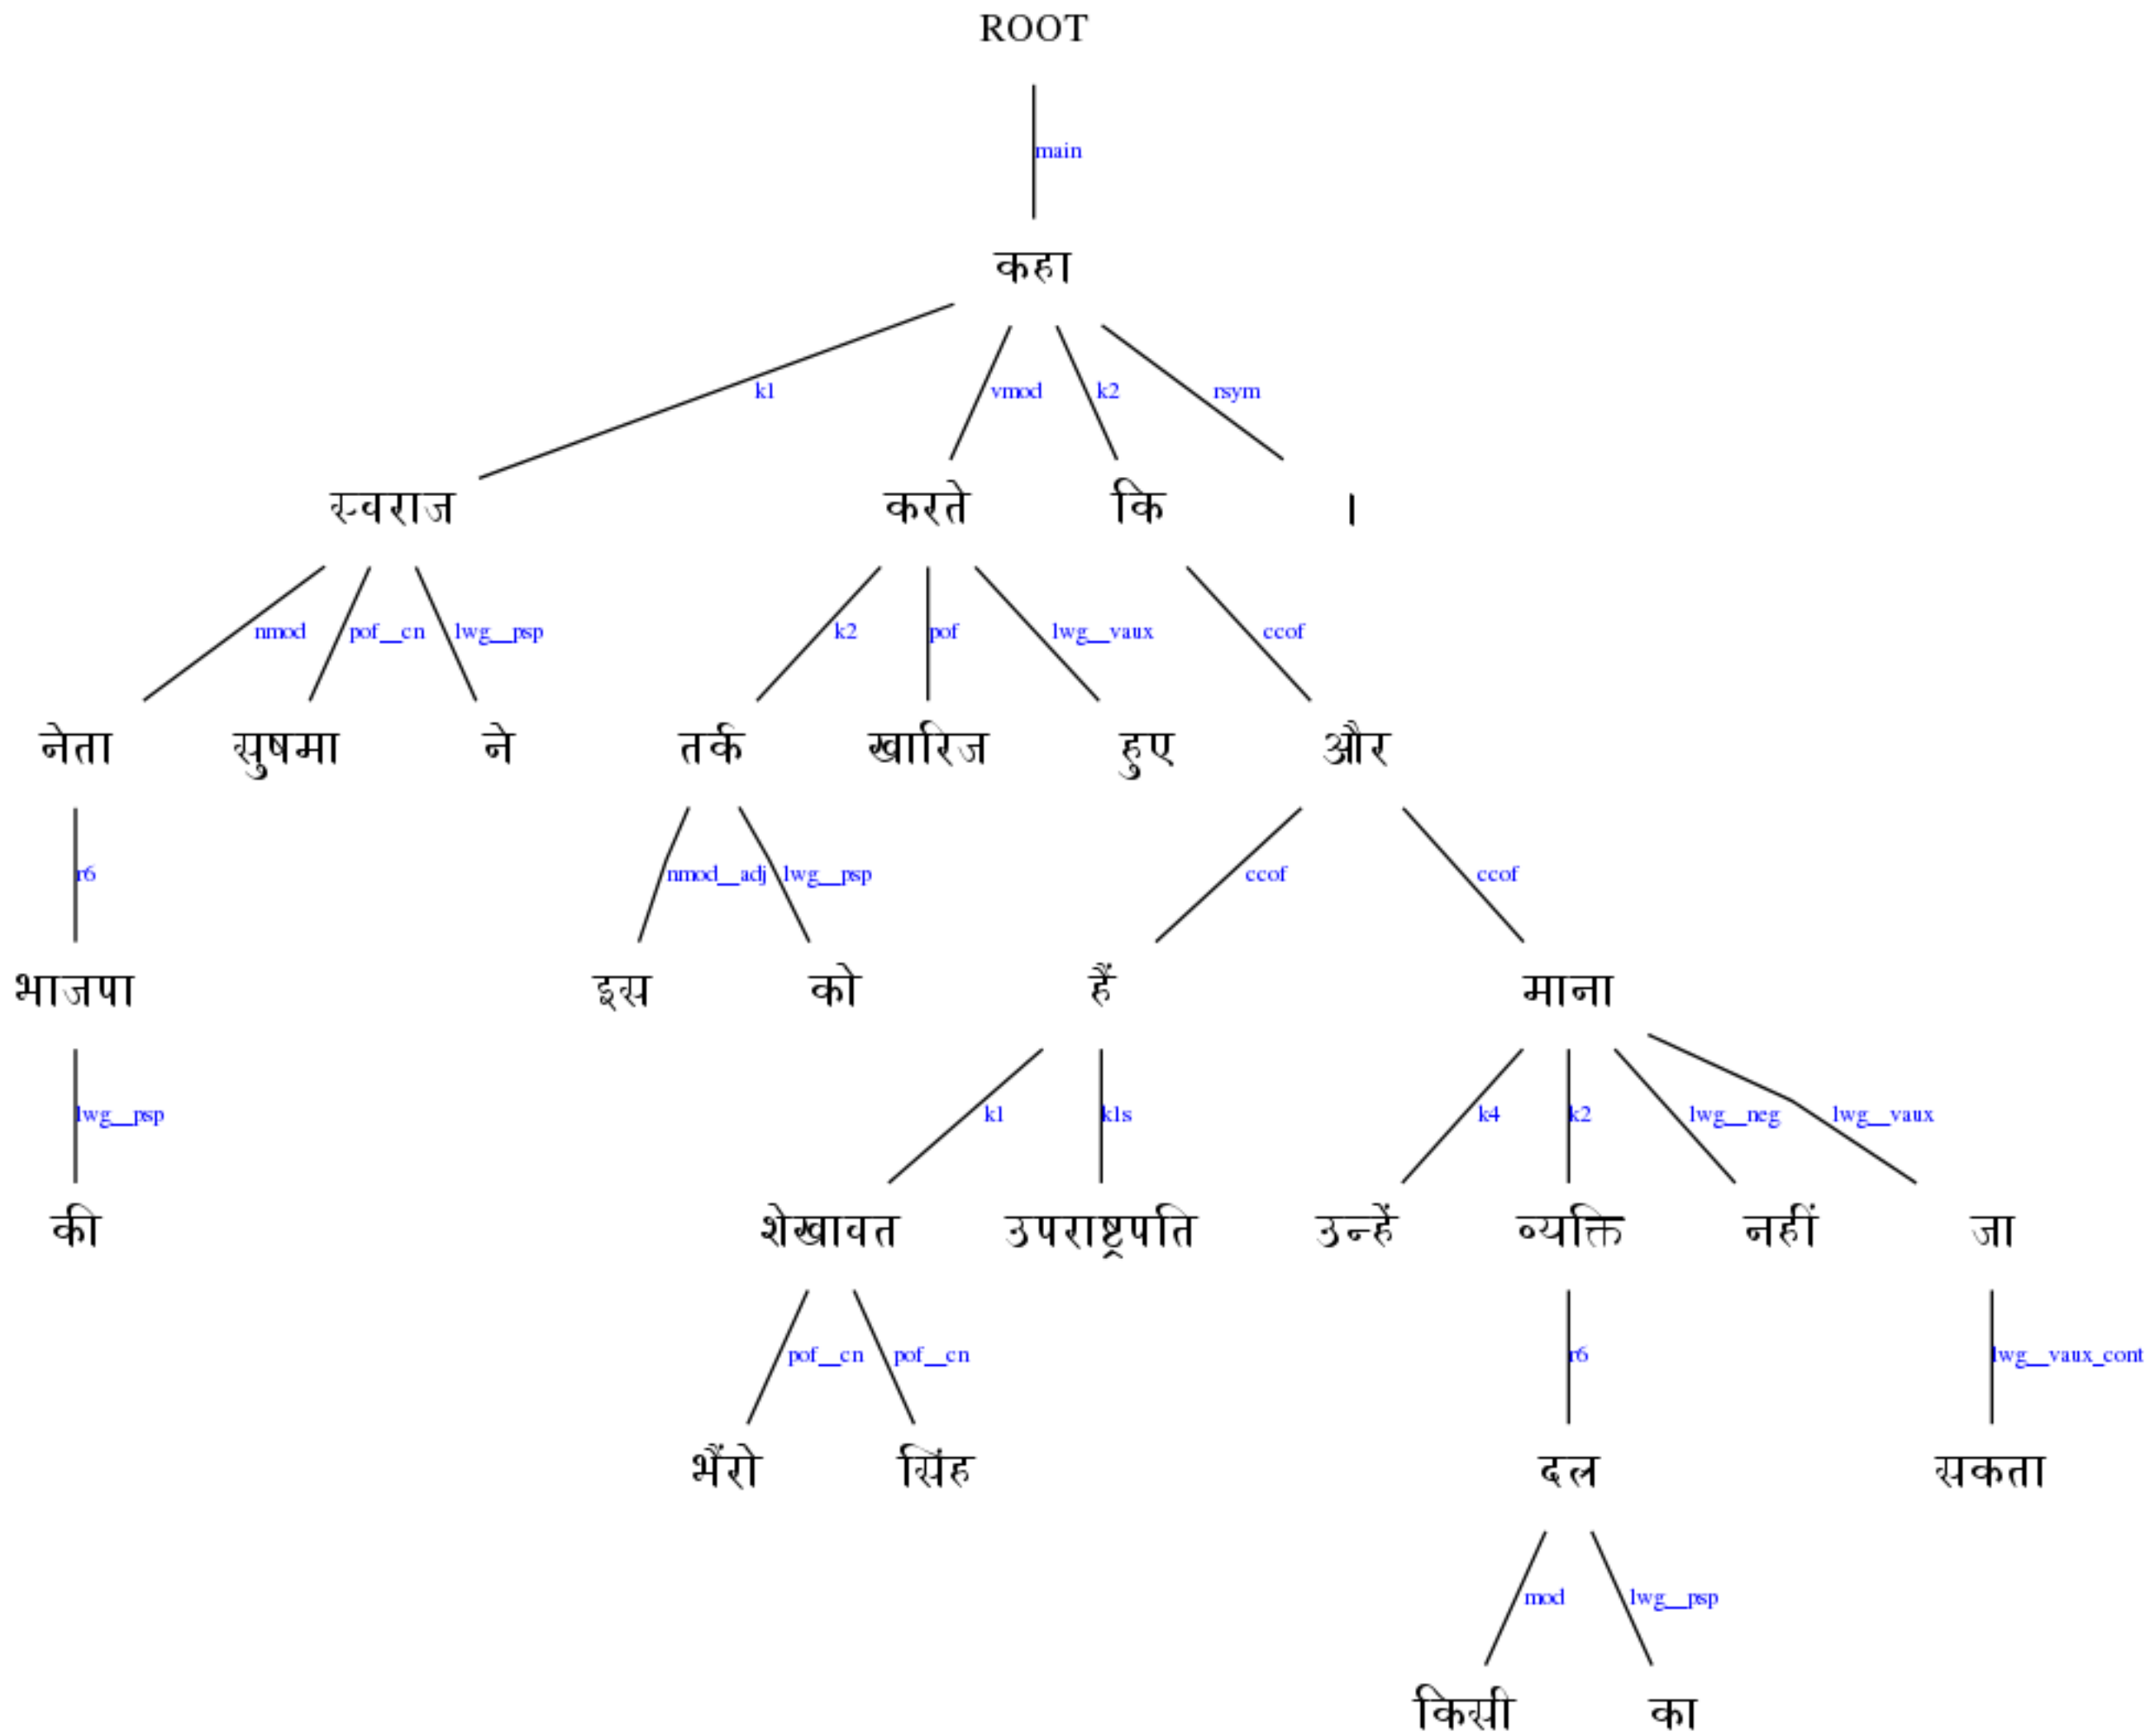 ROOT
main
कहा
k1 vmod k2 rsym
स्वराज करते कि ।
nmod pof__cn lwg__psp k2 pof lwg__vaux ccof
नेता सुषमा ने तर्क खारिज हुए और
r6 nmod__adj lwg__psp ccof ccof
भाजपा इस को हैं माना
lwg__psp k1 k1s k4 k2 lwg__neg lwg__vaux
की शेखावत उपराष्ट्रपति उन्हें व्यक्ति नहीं जा
pof__cn pof__cn r6 lwg__vaux_cont
भैंरो सिंह दल सकता
mod lwg__psp
किसी का